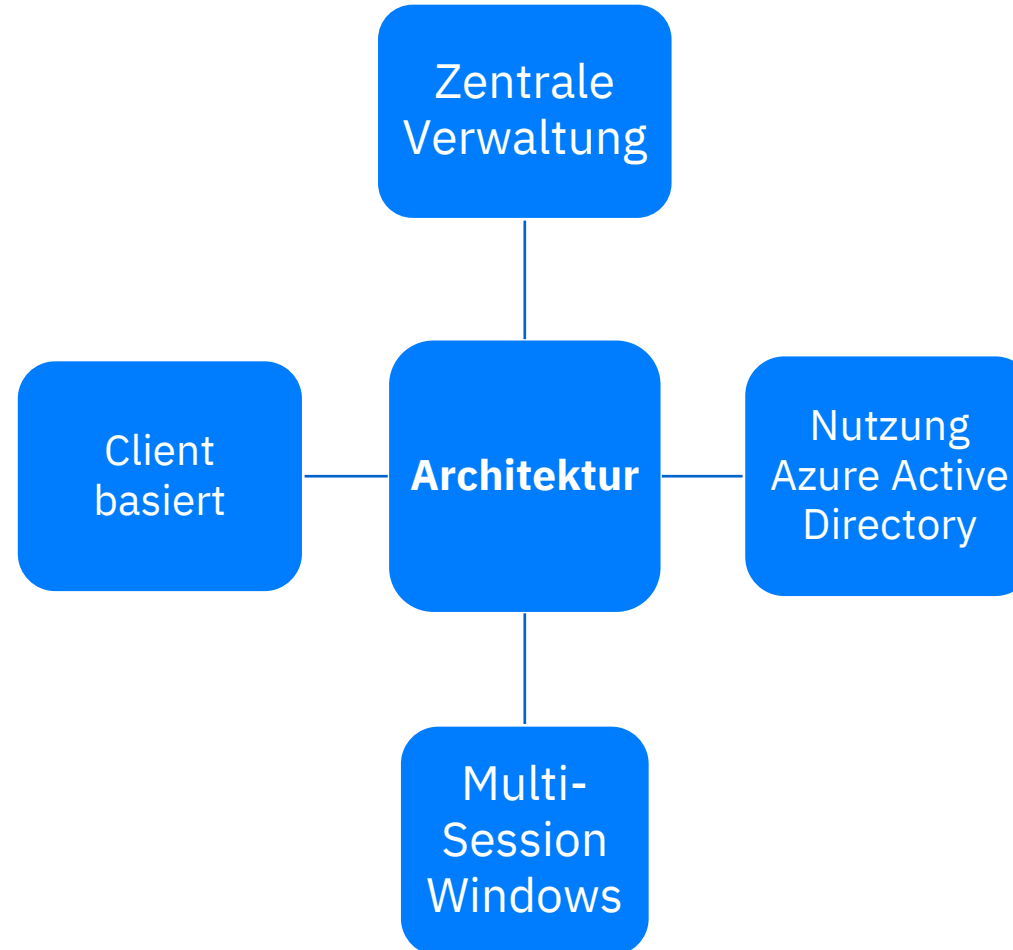 Zentrale
Verwaltung
Client
basiert
Architektur
Nutzung
Azure Active
Directory
Multi-
Session
Windows